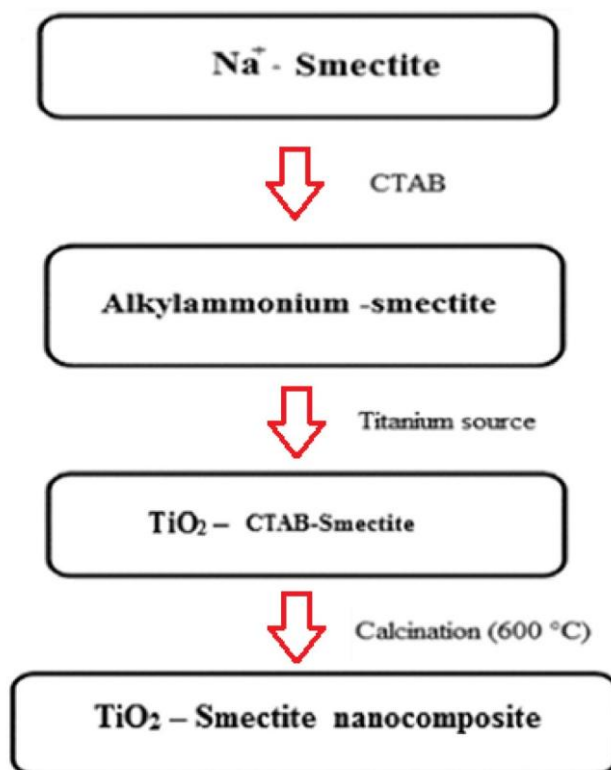 Na+ - Smectite
CTAB
Alkylammonium -smectite
Titanium source
TiO2 – CTAB-Smectite
Calcination (600 °C)
TiO2 – Smectite nanocomposite